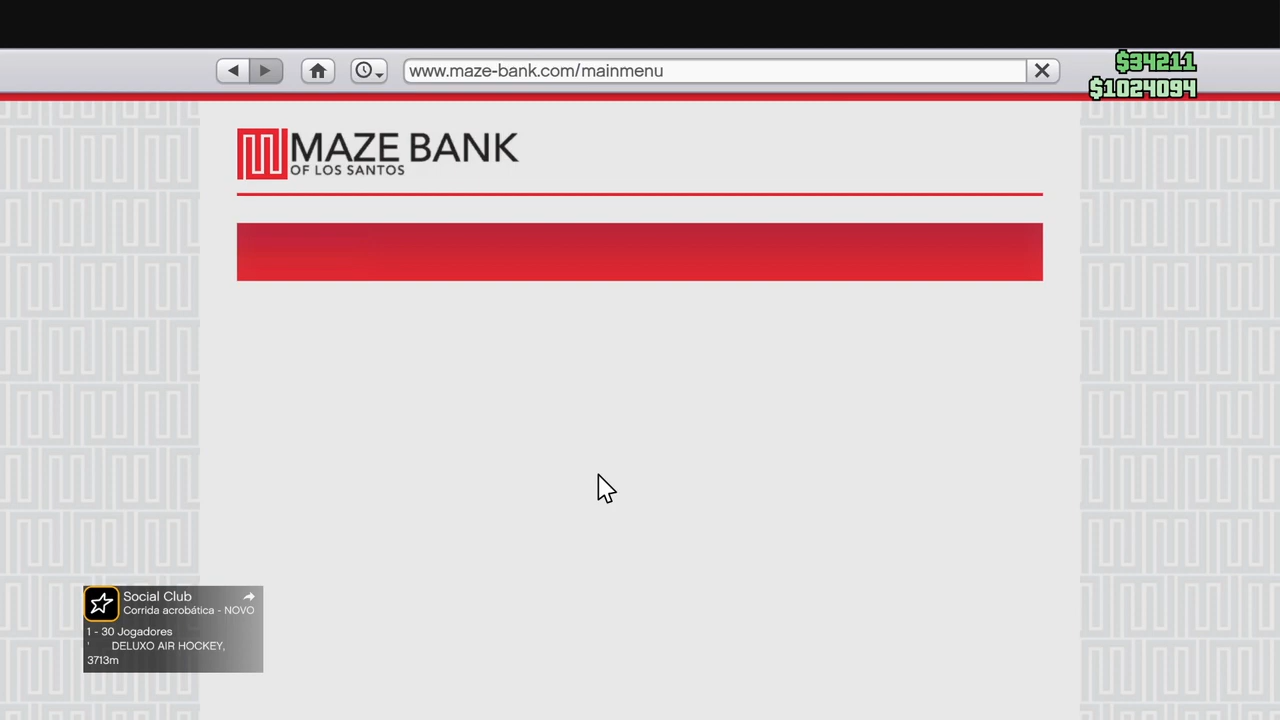 www.maze-bank.com/mainmenu
$34211
$1024094
MAZE BANK
OF LOS SANTOS
Social Club
Corrida acrobática - NOVO
1 - 30 Jogadores
' DELUXO AIR HOCKEY,
3713m